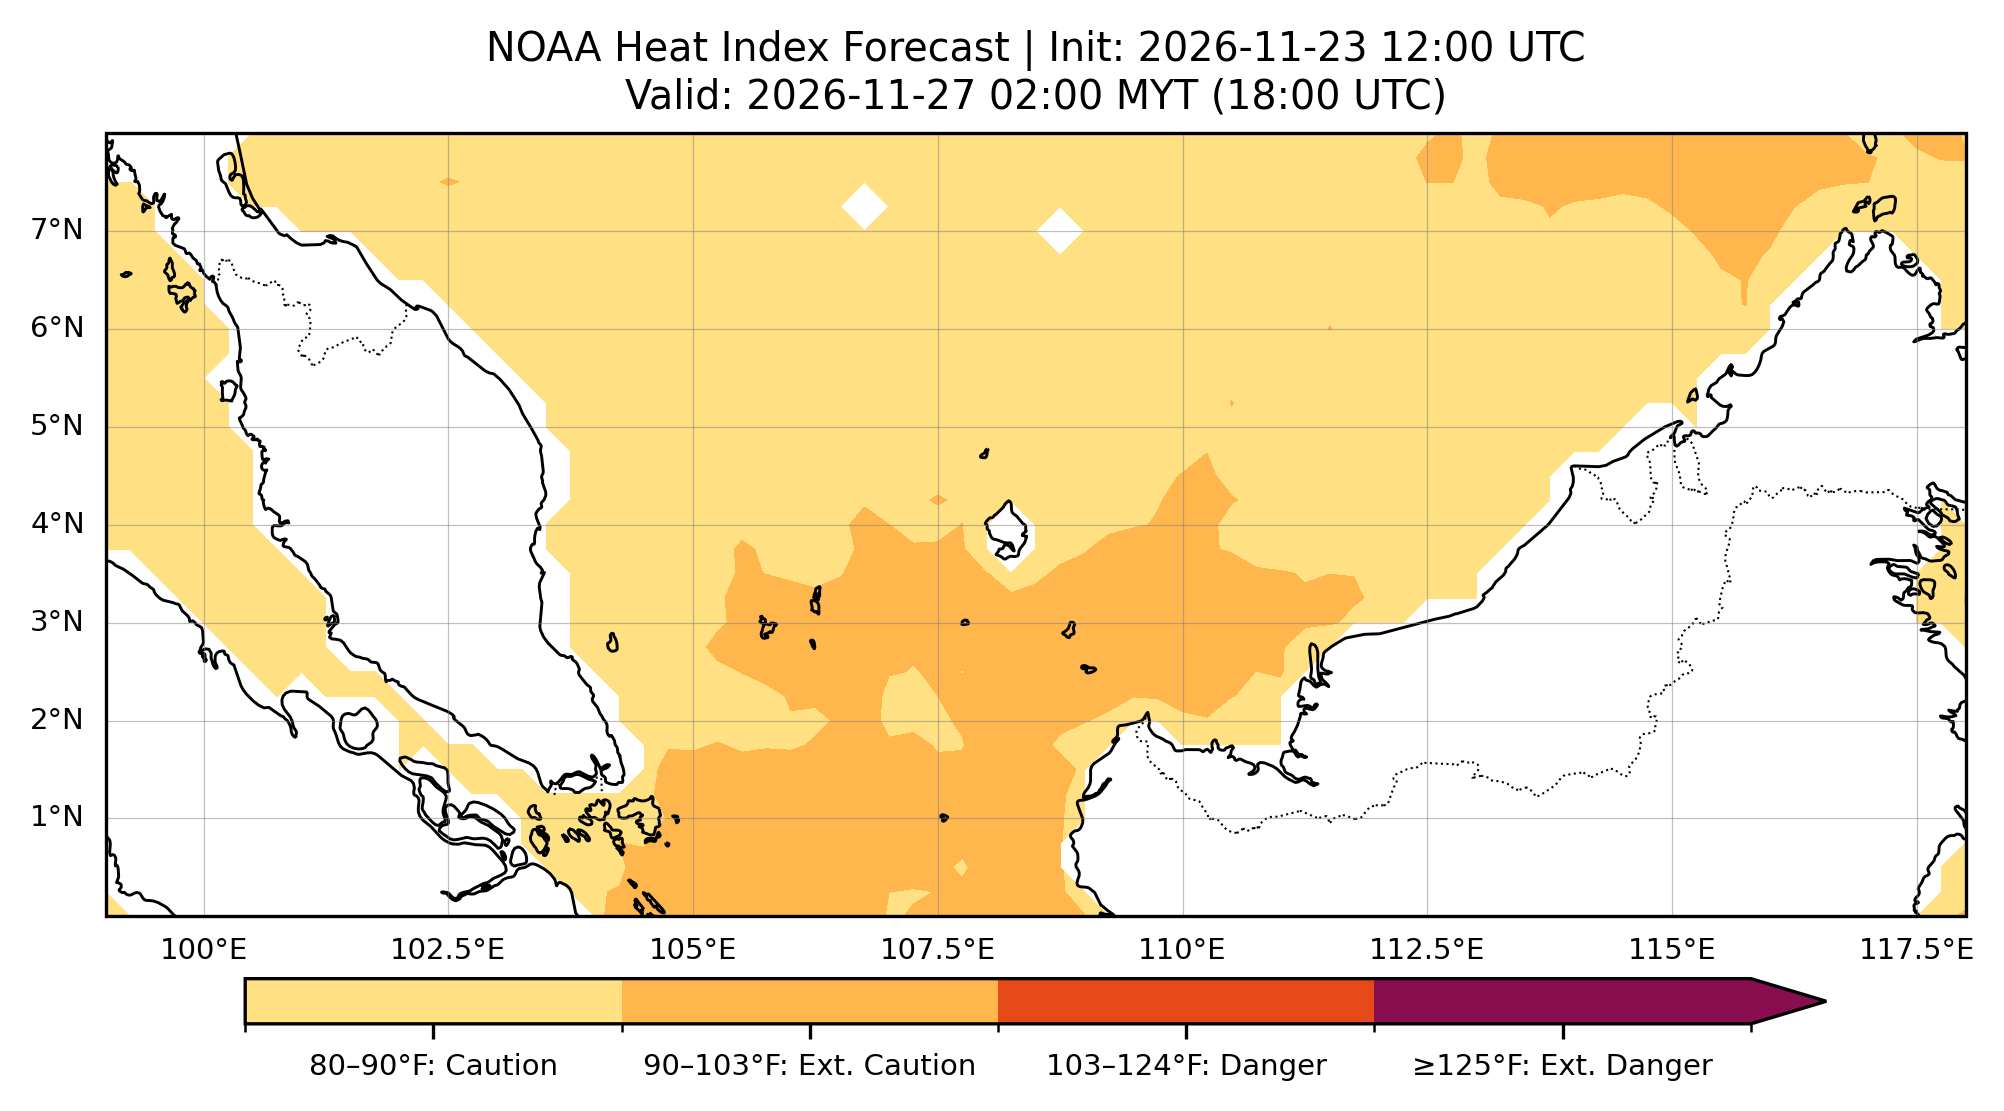 NOAA Heat Index Forecast | Init: 2026-11-23 12:00 UTC
Valid: 2026-11-27 02:00 MYT (18:00 UTC)
7°N
6°N
5°N
4°N
3°N
2°N
1°N
100°E 102.5°E 105°E 107.5°E 110°E 112.5°E 115°E 117.5°E
80–90°F: Caution 90–103°F: Ext. Caution 103–124°F: Danger ≥125°F: Ext. Danger